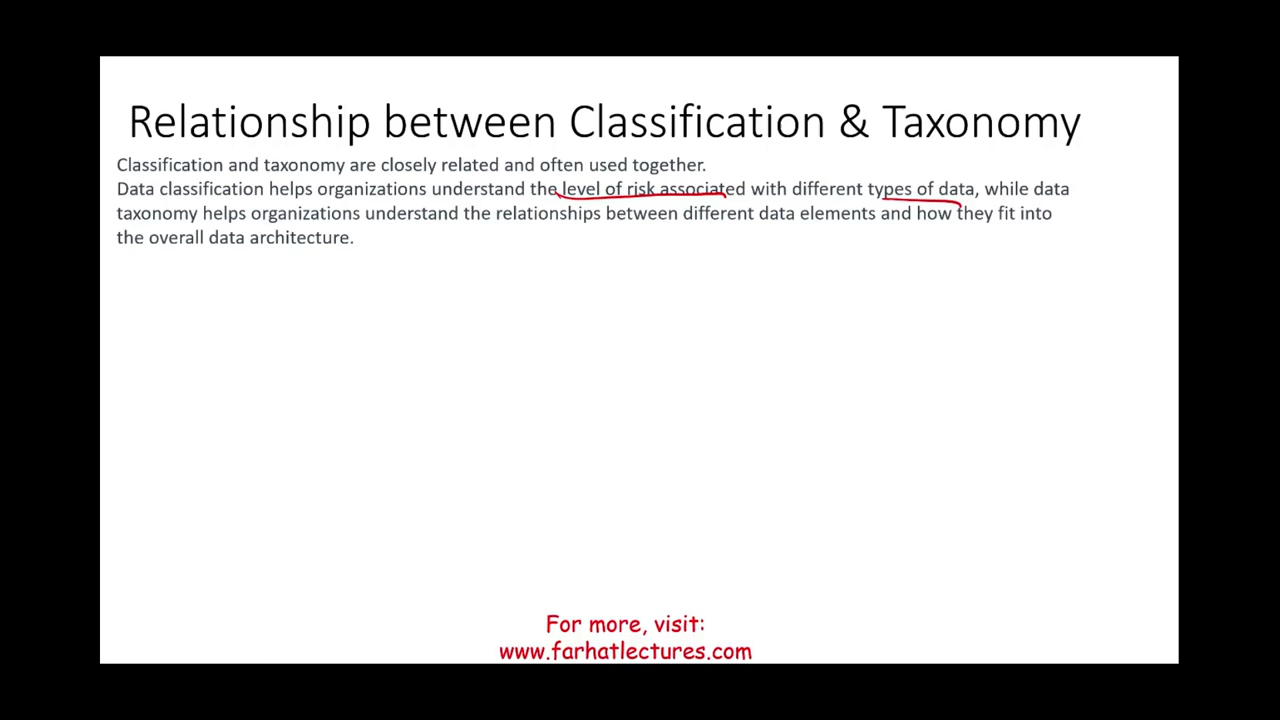 Relationship between Classification & Taxonomy
Classification and taxonomy are closely related and often used together.
Data classification helps organizations understand the level of risk associated with different types of data, while data
taxonomy helps organizations understand the relationships between different data elements and how they fit into
the overall data architecture.
For more, visit:
www.farhatlectures.com